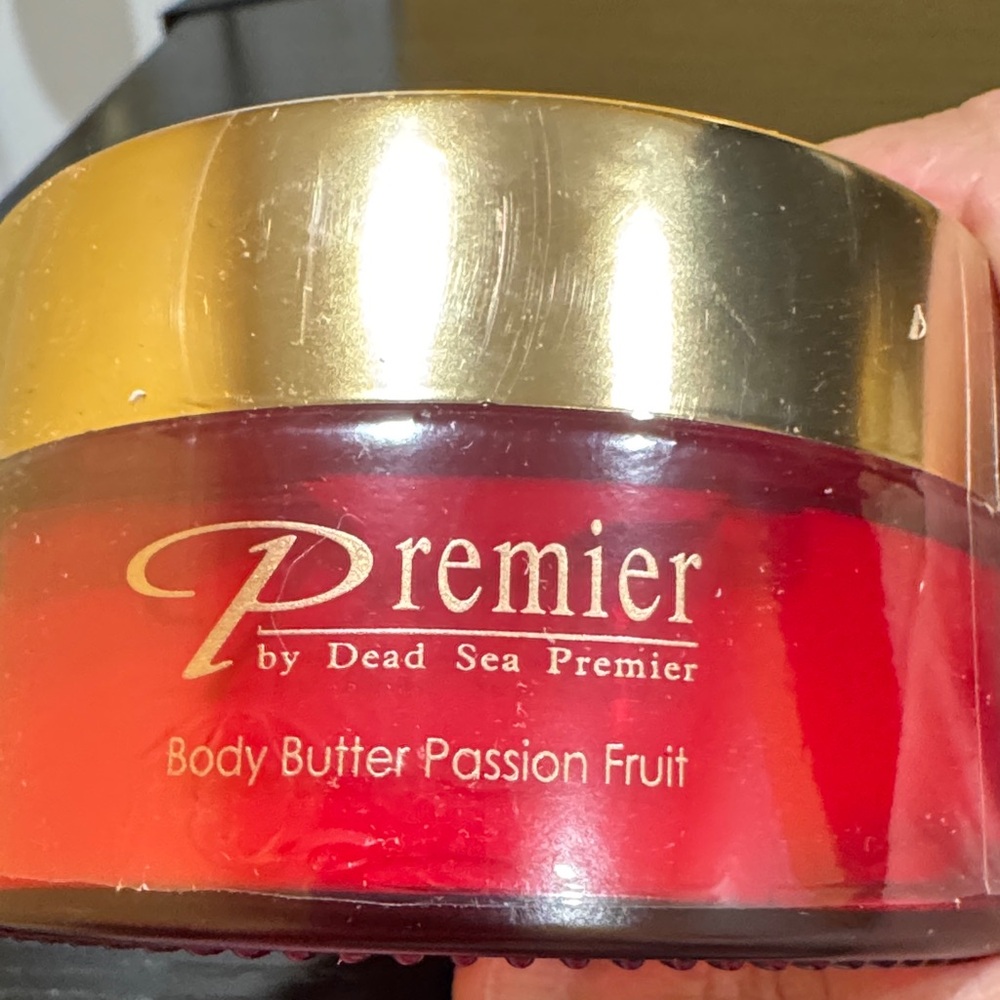 Premier
by Dead Sea Premier
Body Butter Passion Fruit